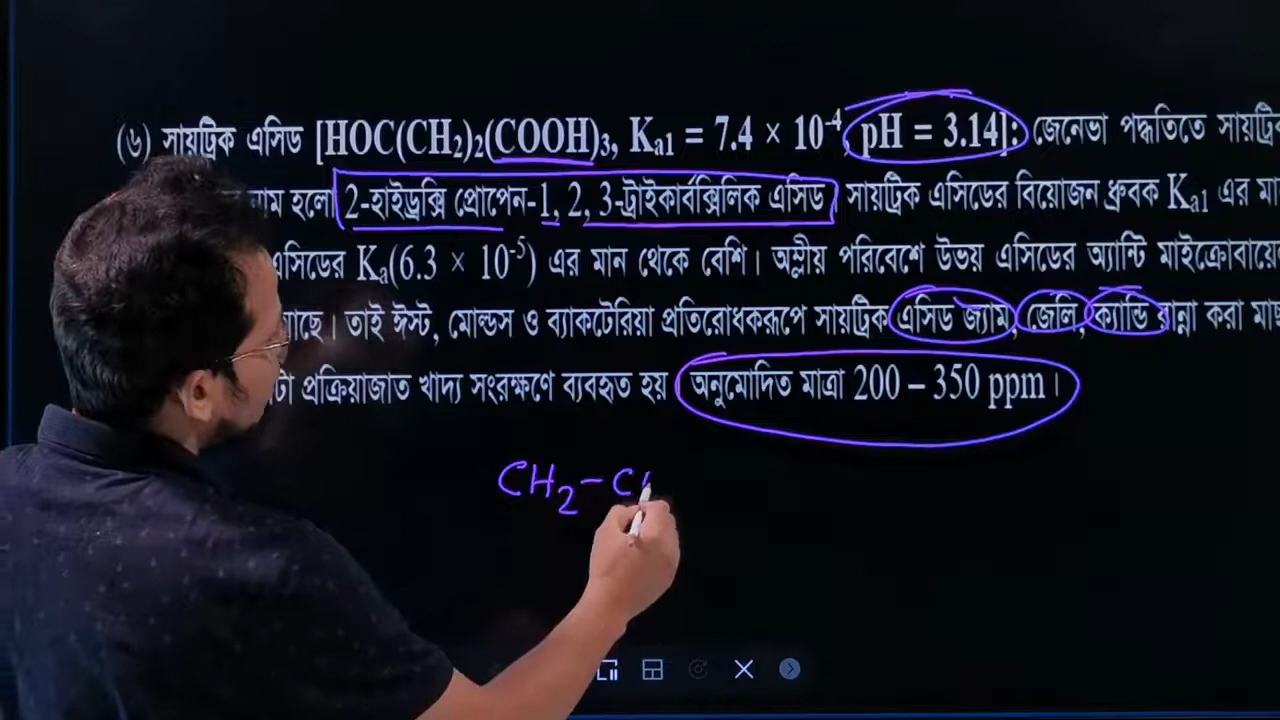 (৬) সায়ট্রিক এসিড [HOC(CH₂)₂(COOH)₃, Kₐ₁ = 7.4 × 10⁻⁴, pH = 3.14]: জেনেভা পদ্ধতিতে
হলো 2-হাইড্রক্সি প্রোপেন-1, 2, 3-ট্রাইকার্বক্সিলিক এসিড সায়ট্রিক এসিডের বিয়োজন ধ্রুবক Kₐ₁ এর
Kₐ(6.3 × 10⁻⁵) এর মান থেকে বেশি। অম্লীয় পরিবেশে উভয় এসিডের অ্যান্টি
তাই ঈস্ট, মোল্ডস ও ব্যাকটেরিয়া প্রতিরোধকরূপে সায়ট্রিক এসিড জ্যাম, জেলি, ক্যান্ডি রান্না করা
প্রক্রিয়াজাত খাদ্য সংরক্ষণে ব্যবহৃত হয় অনুমোদিত মাত্রা 200 – 350 ppm।
CH₂-C